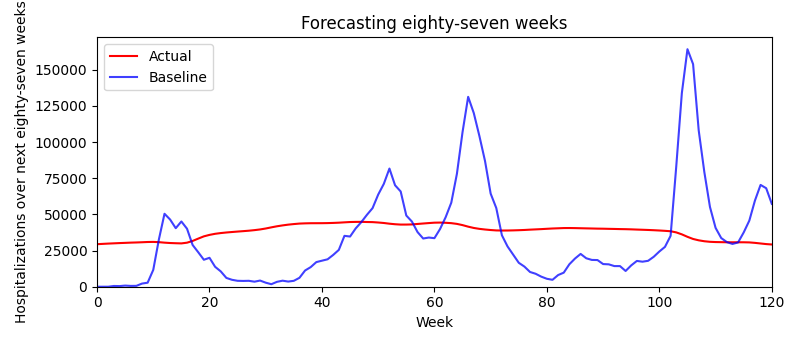 Forecasting eighty-seven weeks
Hospitalizations over next eighty-seven weeks
Actual
Baseline
150000
125000
100000
75000
50000
25000
0
0 20 40 60 80 100 120
Week